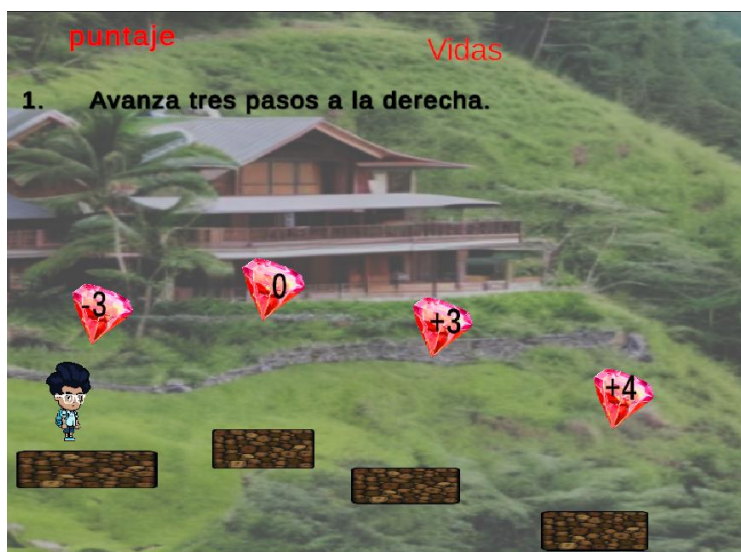 puntaje
Vidas
1. Avanza tres pasos a la derecha.
-3
0
+3
+4